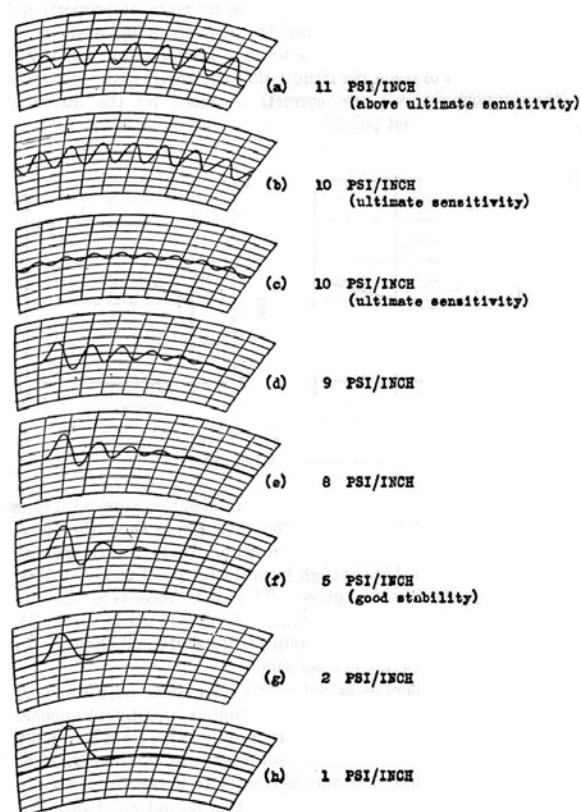 (a) 11 PSI/INCH
(above ultimate sensitivity)
(b) 10 PSI/INCH
(ultimate sensitivity)
(c) 10 PSI/INCH
(ultimate sensitivity)
(d) 9 PSI/INCH
(e) 8 PSI/INCH
(f) 5 PSI/INCH
(good stability)
(g) 2 PSI/INCH
(h) 1 PSI/INCH